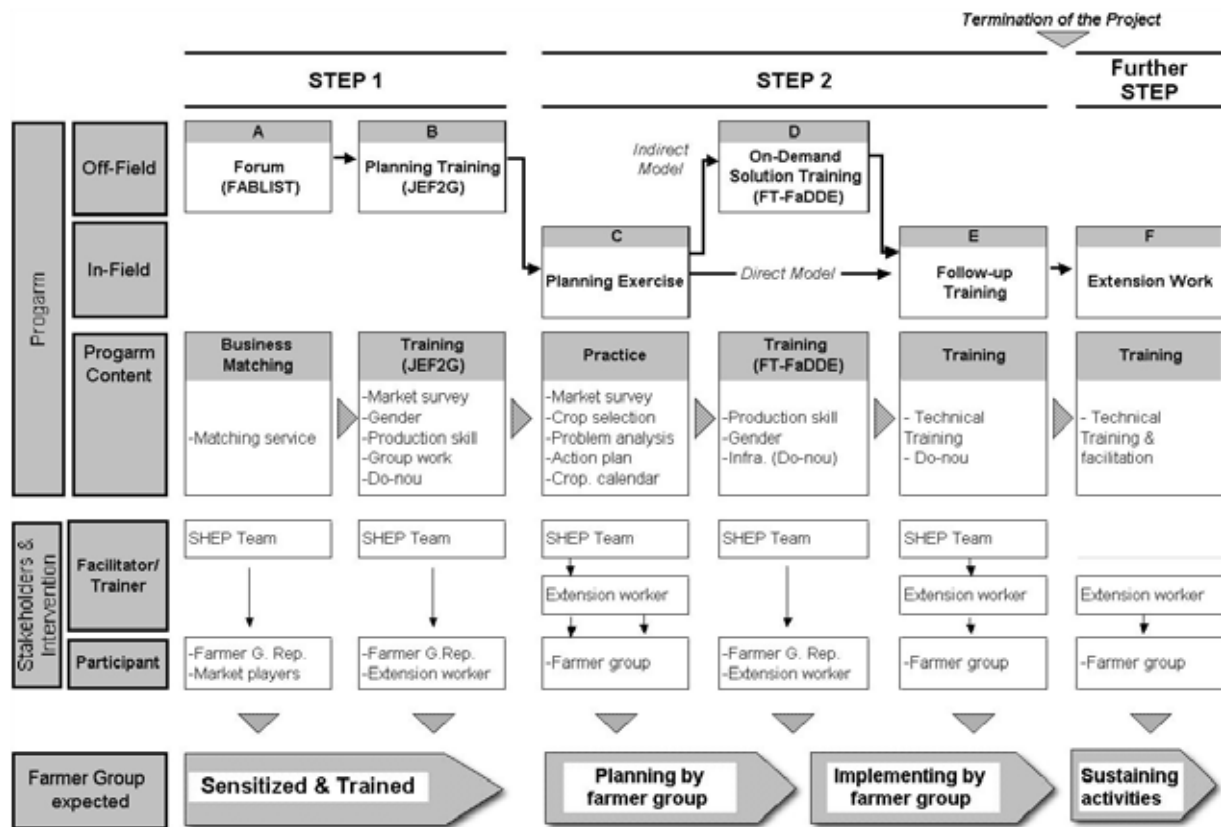 Termination of the Project
STEP 1
STEP 2
Further
STEP
Progarm
Off-Field
A
Forum
(FABLIST)
B
Planning Training
(JEF2G)
Indirect
Model
D
On-Demand
Solution Training
(FT-FaDDE)
In-Field
C
Planning Exercise
Direct Model
E
Follow-up
Training
F
Extension Work
Progarm
Content
Business
Matching
-Matching service
Training
(JEF2G)
-Market survey
-Gender
-Production skill
-Group work
-Do-nou
Practice
-Market survey
-Crop selection
-Problem analysis
-Action plan
-Crop. calendar
Training
(FT-FaDDE)
-Production skill
-Gender
-Infra. (Do-nou)
Training
- Technical
Training
- Do-nou
Training
- Technical
Training &
facilitation
Stakeholders &
Intervention
Facilitator/
Trainer
SHEP Team
SHEP Team
SHEP Team
SHEP Team
SHEP Team
Extension worker
Extension worker
Extension worker
Participant
-Farmer G. Rep.
-Market players
-Farmer G.Rep.
-Extension worker
-Farmer group
-Farmer G. Rep.
-Extension worker
-Farmer group
-Farmer group
Farmer Group
expected
Sensitized & Trained
Planning by
farmer group
Implementing by
farmer group
Sustaining
activities